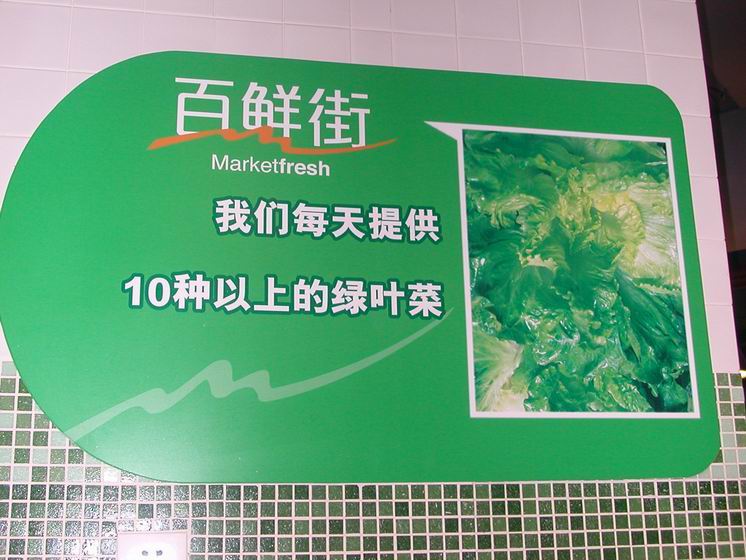 百鲜街
Marketfresh
我们每天提供
10种以上的绿叶菜